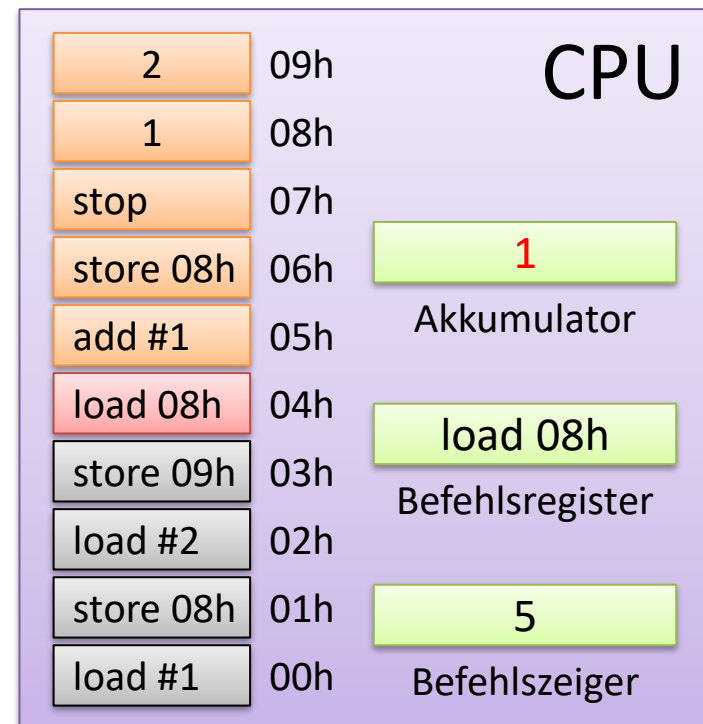 CPU
2 09h
1 08h
stop 07h
store 08h 06h
add #1 05h
load 08h 04h
store 09h 03h
load #2 02h
store 08h 01h
load #1 00h
1
Akkumulator
load 08h
Befehlsregister
5
Befehlszeiger